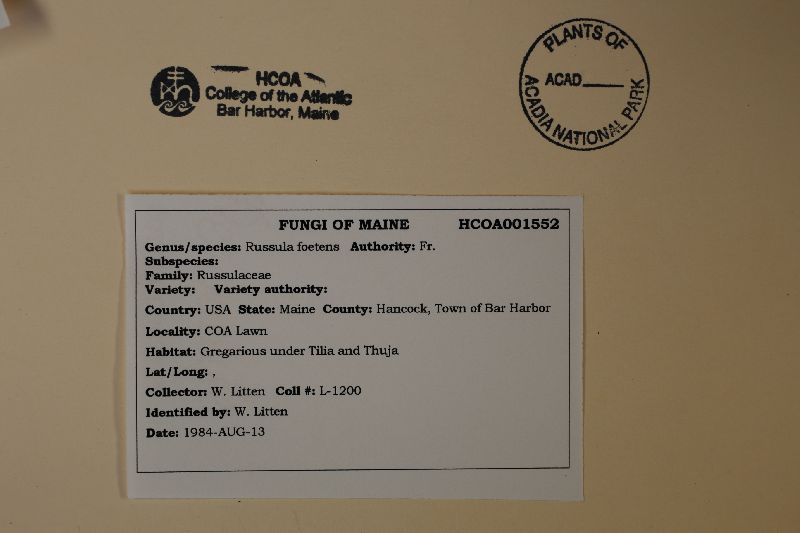 HCOA
College of the Atlantic
Bar Harbor, Maine
PLANTS OF
ACAD
ACADIA NATIONAL PARK
FUNGI OF MAINE HCOA001552
Genus/species: Russula foetens Authority: Fr.
Subspecies:
Family: Russulaceae
Variety: Variety authority:
Country: USA State: Maine County: Hancock, Town of Bar Harbor
Locality: COA Lawn
Habitat: Gregarious under Tilia and Thuja
Lat/Long: ,
Collector: W. Litten Coll #: L-1200
Identified by: W. Litten
Date: 1984-AUG-13